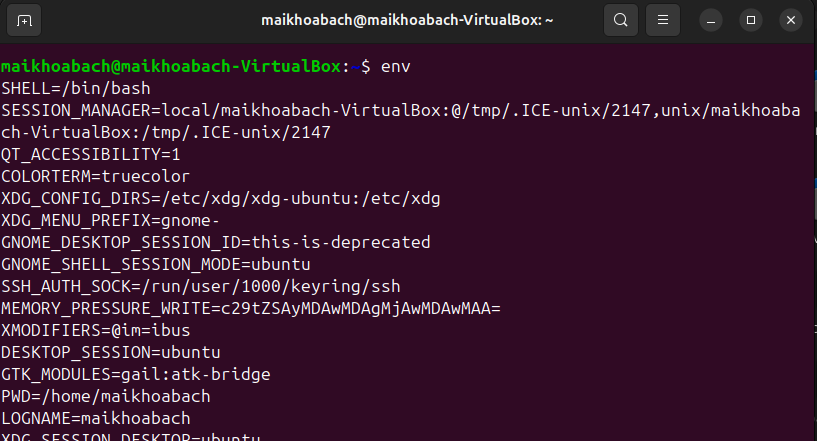 maikhoabach@maikhoabach-VirtualBox: ~
maikhoabach@maikhoabach-VirtualBox:~$ env
SHELL=/bin/bash
SESSION_MANAGER=local/maikhoabach-VirtualBox:@/tmp/.ICE-unix/2147,unix/maikhoaba
ch-VirtualBox:/tmp/.ICE-unix/2147
QT_ACCESSIBILITY=1
COLORTERM=truecolor
XDG_CONFIG_DIRS=/etc/xdg/xdg-ubuntu:/etc/xdg
XDG_MENU_PREFIX=gnome-
GNOME_DESKTOP_SESSION_ID=this-is-deprecated
GNOME_SHELL_SESSION_MODE=ubuntu
SSH_AUTH_SOCK=/run/user/1000/keyring/ssh
MEMORY_PRESSURE_WRITE=c29tZSAyMDAwMDAgMjAwMDAwMAA=
XMODIFIERS=@im=ibus
DESKTOP_SESSION=ubuntu
GTK_MODULES=gail:atk-bridge
PWD=/home/maikhoabach
LOGNAME=maikhoabach
XDG_SESSION_DESKTOP=ubuntu